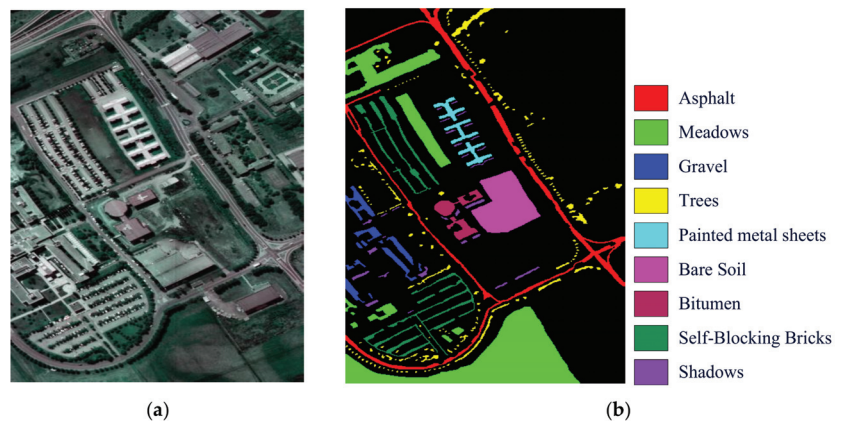 Asphalt
Meadows
Gravel
Trees
Painted metal sheets
Bare Soil
Bitumen
Self-Blocking Bricks
Shadows
(a)
(b)